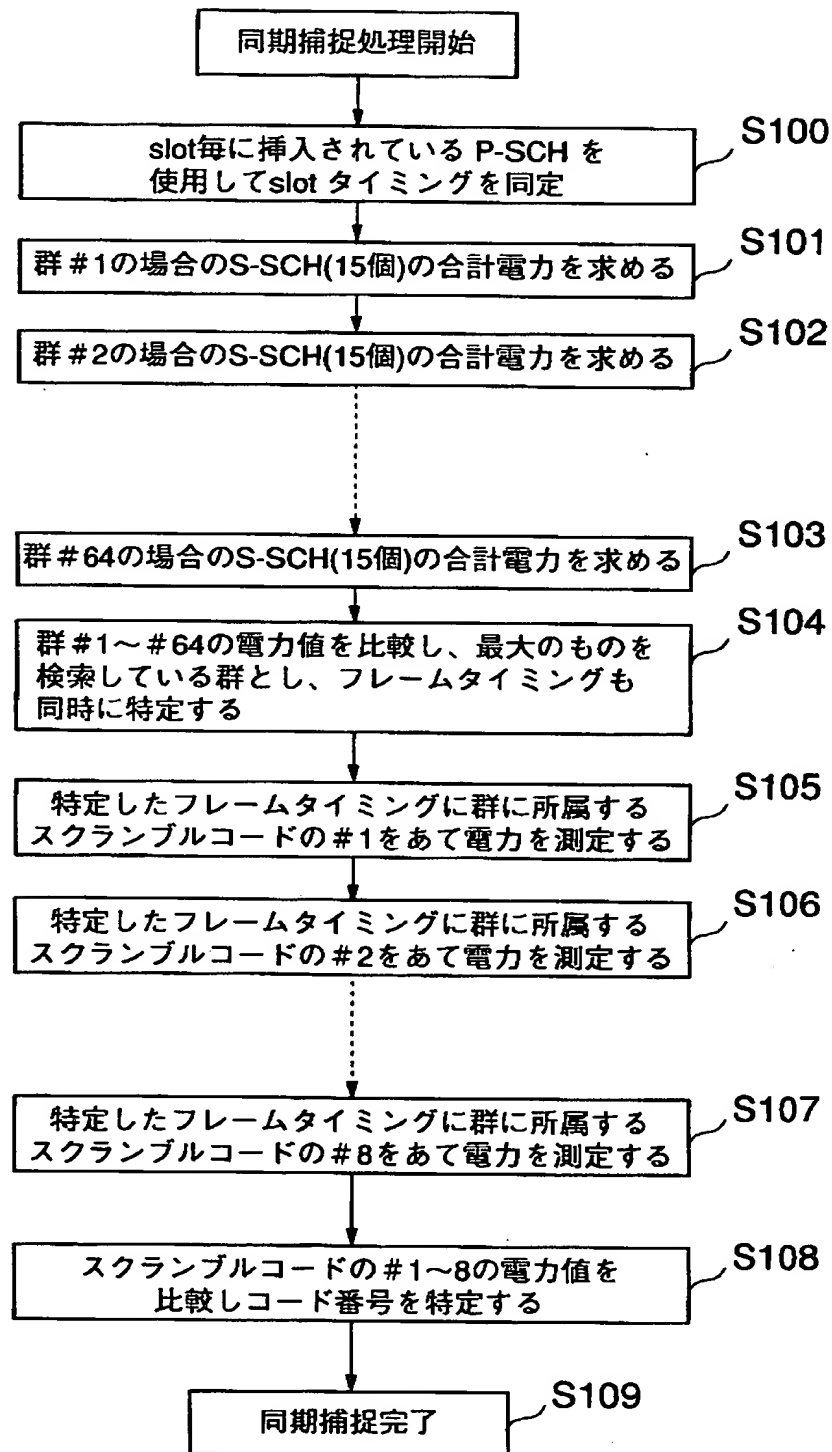 同期捕捉処理開始
S100
slot毎に挿入されている P-SCH を
使用してslot タイミングを同定
S101
群#1の場合のS-SCH(15個)の合計電力を求める
S102
群#2の場合のS-SCH(15個)の合計電力を求める
S103
群#64の場合のS-SCH(15個)の合計電力を求める
S104
群#1~#64の電力値を比較し、最大のものを
検索している群とし、フレームタイミングも
同時に特定する
S105
特定したフレームタイミングに群に所属する
スクランブルコードの#1をあて電力を測定する
S106
特定したフレームタイミングに群に所属する
スクランブルコードの#2をあて電力を測定する
S107
特定したフレームタイミングに群に所属する
スクランブルコードの#8をあて電力を測定する
S108
スクランブルコードの#1~8の電力値を
比較しコード番号を特定する
S109
同期捕捉完了